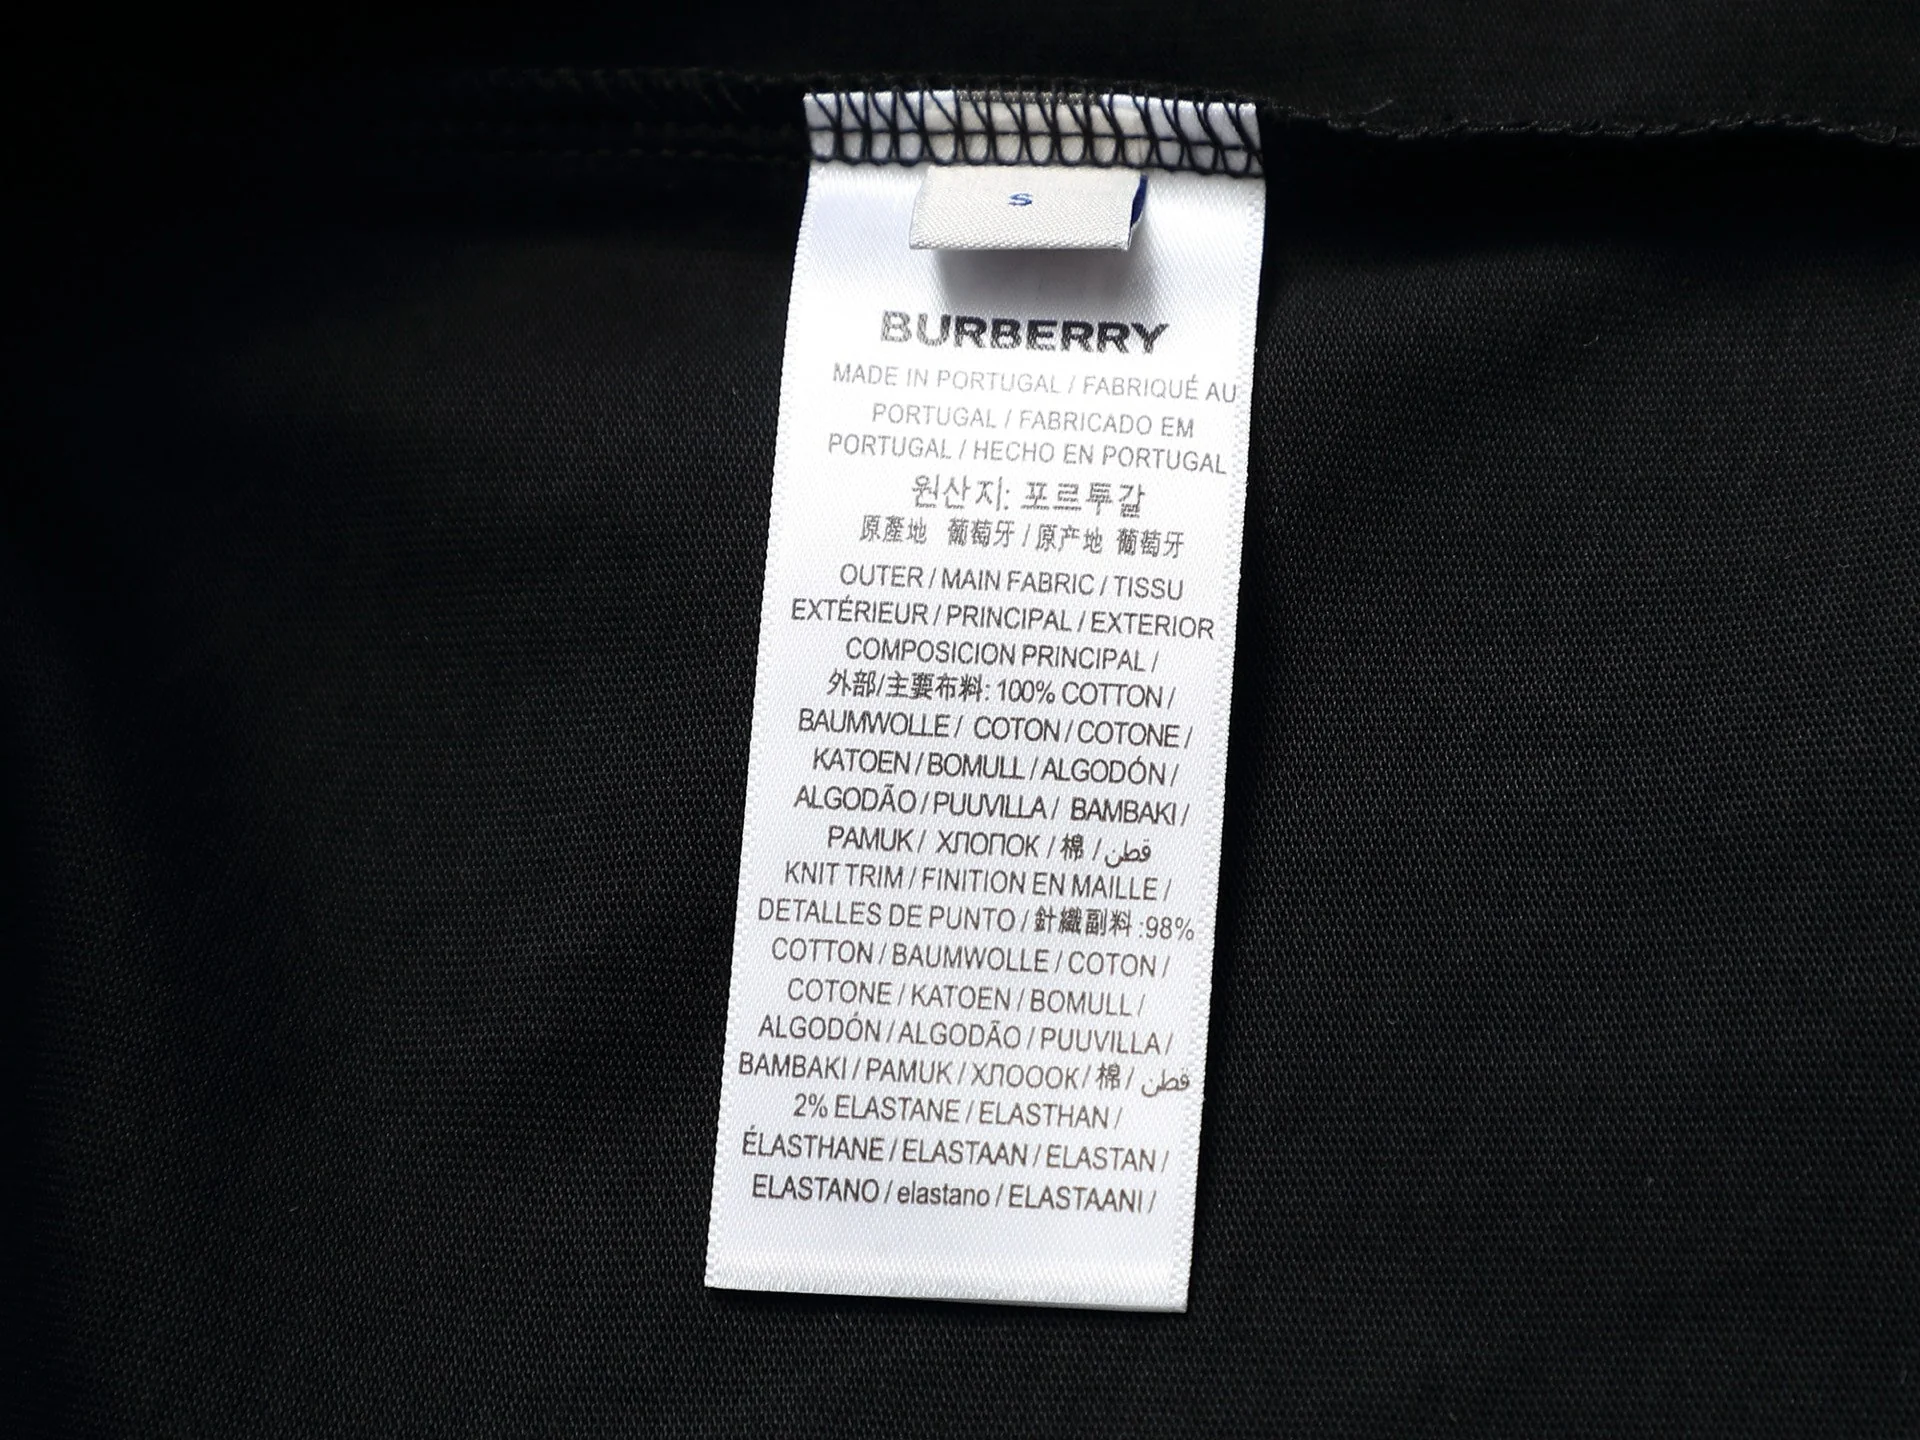 S
BURBERRY
MADE IN PORTUGAL / FABRIQUÉ AU
PORTUGAL / FABRICADO EM
PORTUGAL / HECHO EN PORTUGAL
원산지: 포르투갈
原產地 葡萄牙 / 原产地 葡萄牙
OUTER / MAIN FABRIC / TISSU
EXTÉRIEUR / PRINCIPAL / EXTERIOR
COMPOSICION PRINCIPAL /
外部/主要布料: 100% COTTON /
BAUMWOLLE / COTON / COTONE /
KATOEN / BOMULL / ALGODÓN /
ALGODÃO / PUUVILLA / BAMBAKI /
PAMUK / ХЛОПОК / 棉 / قطن
KNIT TRIM / FINITION EN MAILLE /
DETALLES DE PUNTO / 針織副料 :98%
COTTON / BAUMWOLLE / COTON /
COTONE / KATOEN / BOMULL /
ALGODÓN / ALGODÃO / PUUVILLA /
BAMBAKI / PAMUK / ХЛОООК / 棉 / قطن
2% ELASTANE / ELASTHAN /
ÉLASTHANE / ELASTAAN / ELASTAN /
ELASTANO / elastano / ELASTAANI /